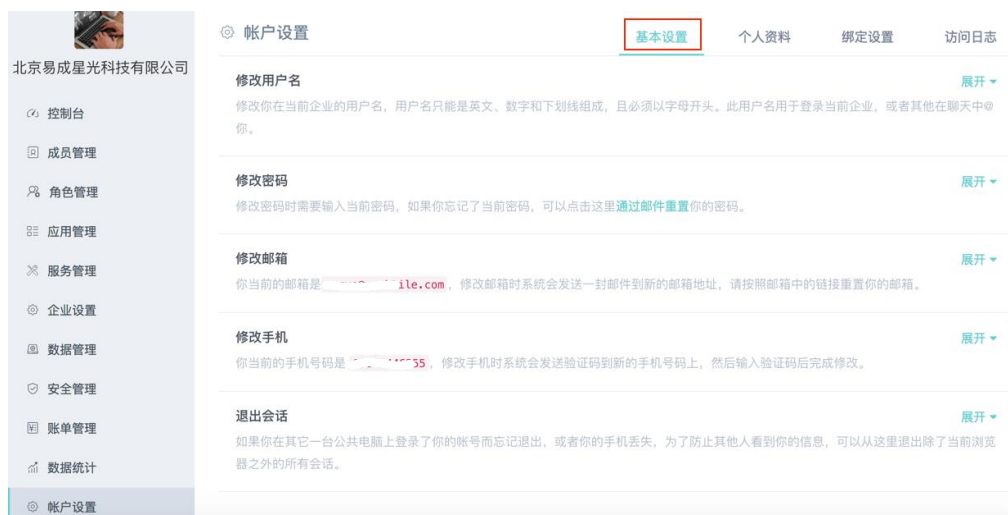 帐户设置
基本设置
个人资料
绑定设置
访问日志
北京易成星光科技有限公司
控制台
成员管理
角色管理
应用管理
服务管理
企业设置
数据管理
安全管理
账单管理
数据统计
帐户设置
修改用户名
展开
修改你在当前企业的用户名，用户名只能是英文、数字和下划线组成，且必须以字母开头。此用户名用于登录当前企业，或者其他在聊天中@
你。
修改密码
展开
修改密码时需要输入当前密码，如果你忘记了当前密码，可以点击这里通过邮件重置你的密码。
修改邮箱
展开
你当前的邮箱是 ile.com ，修改邮箱时系统会发送一封邮件到新的邮箱地址，请按照邮箱中的链接重置你的邮箱。
修改手机
展开
你当前的手机号码是 55 ，修改手机时系统会发送验证码到新的手机号码上，然后输入验证码后完成修改。
退出会话
展开
如果你在其它一台公共电脑上登录了你的帐号而忘记退出，或者你的手机丢失，为了防止其他人看到你的信息，可以从这里退出除了当前浏览
器之外的所有会话。